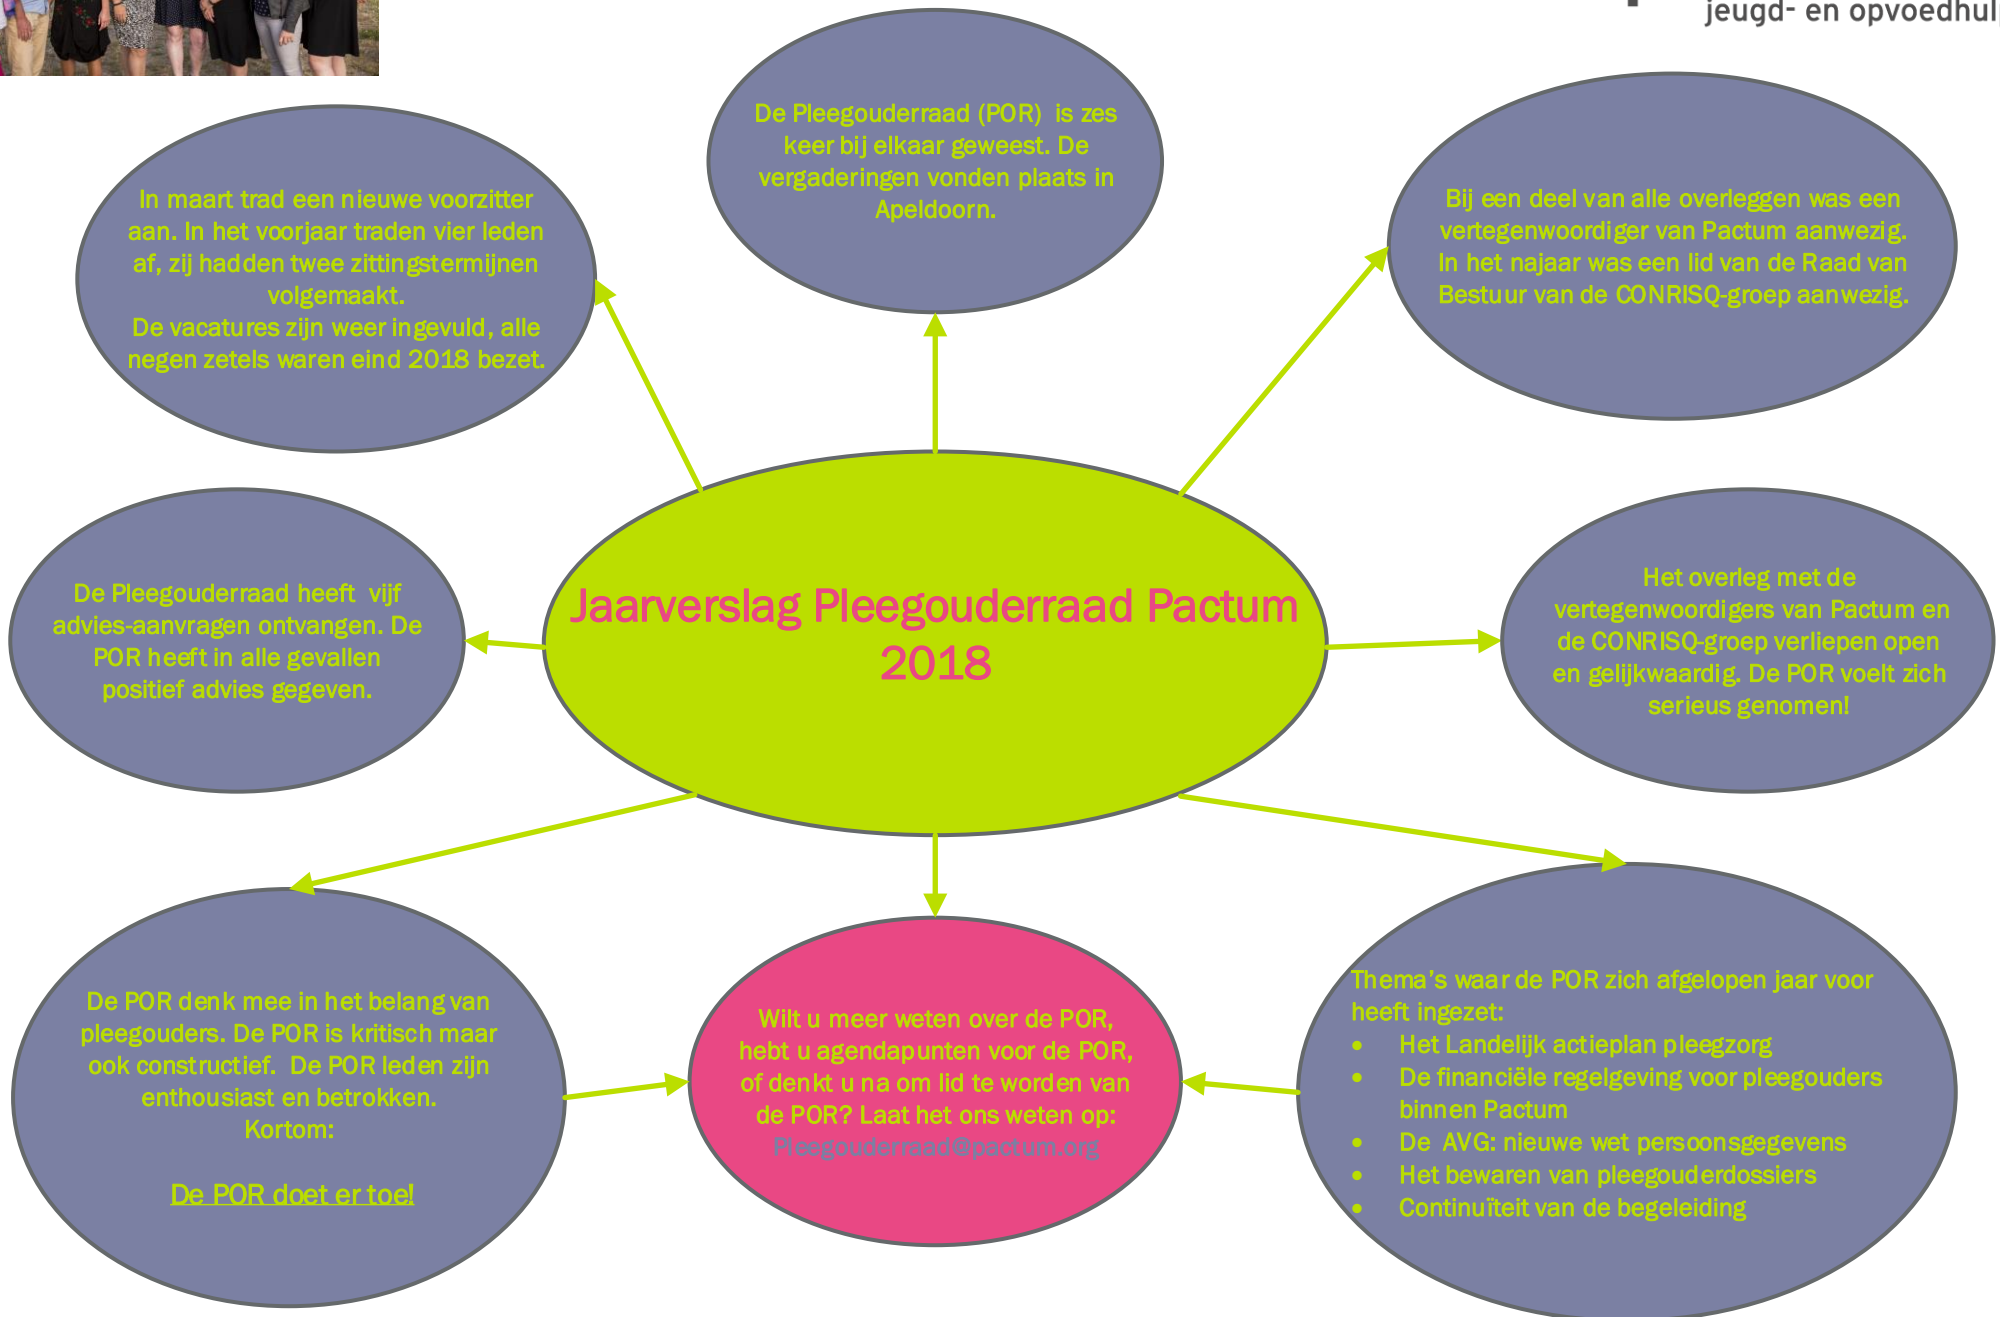 jeugd- en opvoedhul
De Pleegouderraad (POR) is zes
keer bij elkaar geweest. De
vergaderingen vonden plaats in
Apeldoorn.
In maart trad een nieuwe voorzitter
aan. In het voorjaar traden vier leden
af, zij hadden twee zittingstermijnen
volgemaakt.
De vacatures zijn weer ingevuld, alle
negen zetels waren eind 2018 bezet.
Bij een deel van alle overleggen was een
vertegenwoordiger van Pactum aanwezig.
In het najaar was een lid van de Raad van
Bestuur van de CONRISQ-groep aanwezig.
De Pleegouderraad heeft vijf
advies-aanvragen ontvangen. De
POR heeft in alle gevallen
positief advies gegeven.
Jaarverslag Pleegouderraad Pactum
2018
Het overleg met de
vertegenwoordigers van Pactum en
de CONRISQ-groep verliepen open
en gelijkwaardig. De POR voelt zich
serieus genomen!
De POR denk mee in het belang van
pleegouders. De POR is kritisch maar
ook constructief. De POR leden zijn
enthousiast en betrokken.
Kortom:
De POR doet er toe!
Wilt u meer weten over de POR,
hebt u agendapunten voor de POR,
of denkt u na om lid te worden van
de POR? Laat het ons weten op:
Pleegouderraad@pactum.org
Thema's waar de POR zich afgelopen jaar voor
heeft ingezet:
• Het Landelijk actieplan pleegzorg
• De financiële regelgeving voor pleegouders
binnen Pactum
• De AVG: nieuwe wet persoonsgegevens
• Het bewaren van pleegouderdossiers
• Continuïteit van de begeleiding